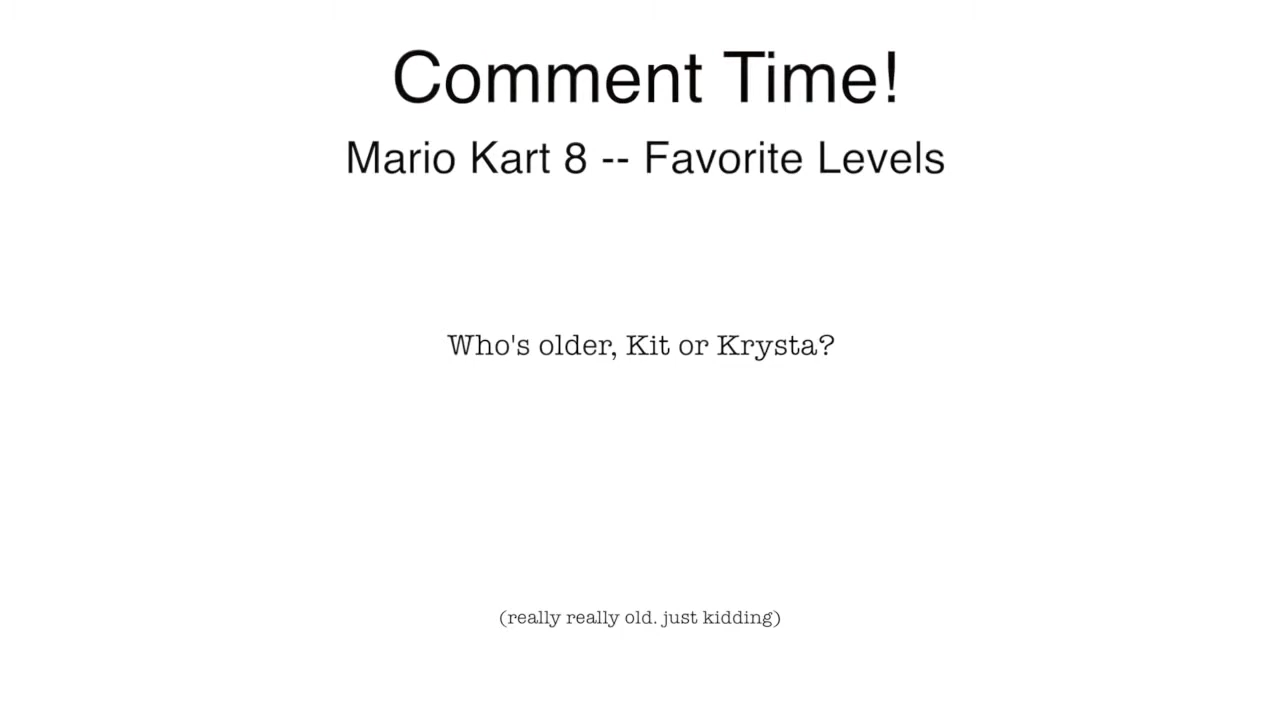 Comment Time!
Mario Kart 8 -- Favorite Levels
Who's older, Kit or Krysta?
(really really old. just kidding)